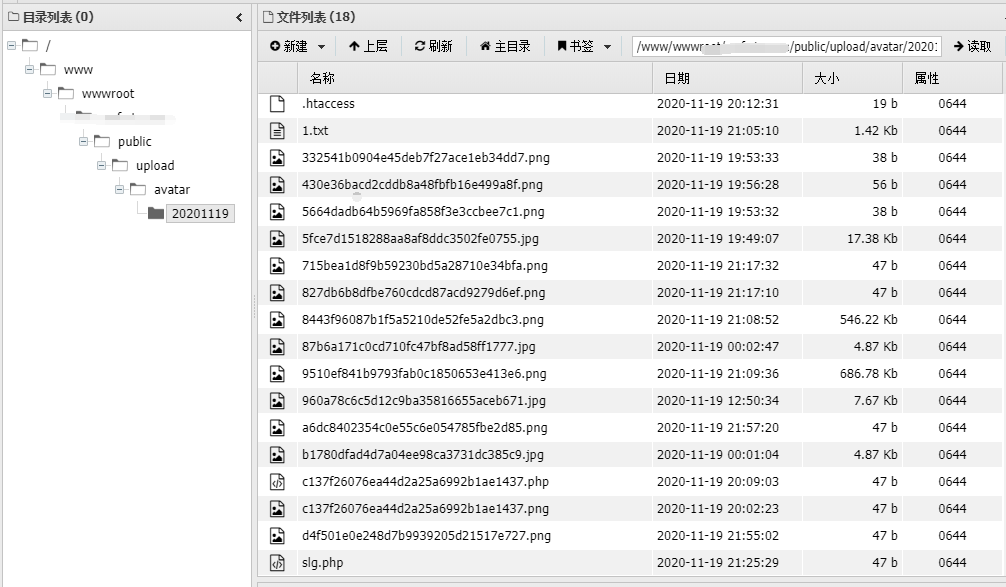 目录列表 (0)
/
www
wwwroot
public
upload
avatar
20201119
文件列表 (18)
新建 上层 刷新 主目录 书签 /www/wwwroot/ /public/upload/avatar/20201 读取
名称 日期 大小 属性
.htaccess 2020-11-19 20:12:31 19 b 0644
1.txt 2020-11-19 21:05:10 1.42 Kb 0644
332541b0904e45deb7f27ace1eb34dd7.png 2020-11-19 19:53:33 38 b 0644
430e36bacd2cddb8a48fbfb16e499a8f.png 2020-11-19 19:56:28 56 b 0644
5664dadb64b5969fa858f3e3ccbee7c1.png 2020-11-19 19:53:32 38 b 0644
5fce7d1518288aa8af8ddc3502fe0755.jpg 2020-11-19 19:49:07 17.38 Kb 0644
715bea1d8f9b59230bd5a28710e34bfa.png 2020-11-19 21:17:32 47 b 0644
827db6b8dfbe760cdcd87acd9279d6ef.png 2020-11-19 21:17:10 47 b 0644
8443f96087b1f5a5210de52fe5a2dbc3.png 2020-11-19 21:08:52 546.22 Kb 0644
87b6a171c0cd710fc47bf8ad58ff1777.jpg 2020-11-19 00:02:47 4.87 Kb 0644
9510ef841b9793fab0c1850653e413e6.png 2020-11-19 21:09:36 686.78 Kb 0644
960a78c6c5d12c9ba35816655aceb671.jpg 2020-11-19 12:50:34 7.67 Kb 0644
a6dc8402354c0e55c6e054785fbe2d85.png 2020-11-19 21:57:20 47 b 0644
b1780dfad4d7a04ee98ca3731dc385c9.jpg 2020-11-19 00:01:04 4.87 Kb 0644
c137f26076ea44d2a25a6992b1ae1437.php 2020-11-19 20:09:03 47 b 0644
c137f26076ea44d2a25a6992b1ae1437.png 2020-11-19 20:02:23 47 b 0644
d4f501e0e248d7b9939205d21517e727.png 2020-11-19 21:55:02 47 b 0644
slg.php 2020-11-19 21:25:29 47 b 0644